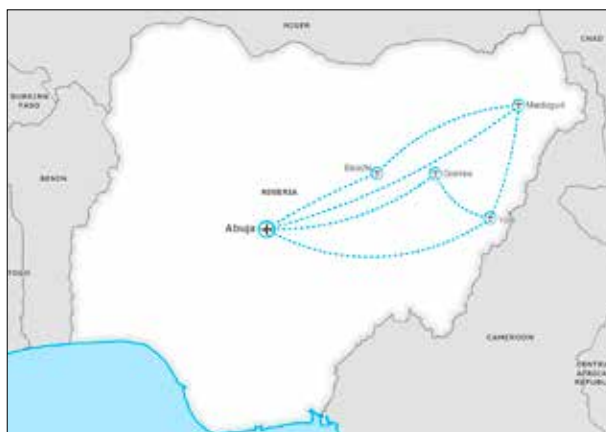 NIGER
CHAD
BURKINA
FASO
Maiduguri
BENIN
Bauchi
Gombe
NIGERIA
Yola
Abuja
TOGO
CAMEROON
CENTRAL
AFRICAN
REPUBLIC